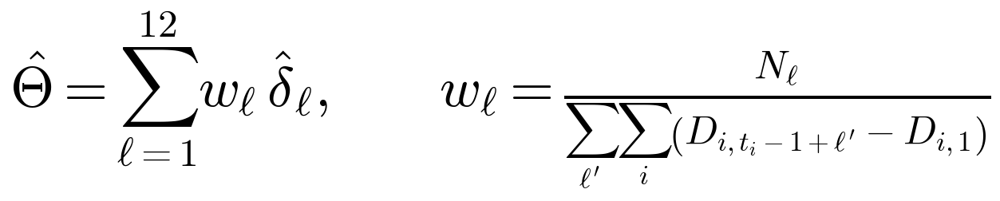 $\hat{\Theta} = \sum_{\ell=1}^{12} w_\ell \, \hat{\delta}_\ell, \qquad w_\ell = \frac{N_\ell}{\sum_{\ell'} \sum_i (D_{i,t_i-1+\ell'} - D_{i,1})}$